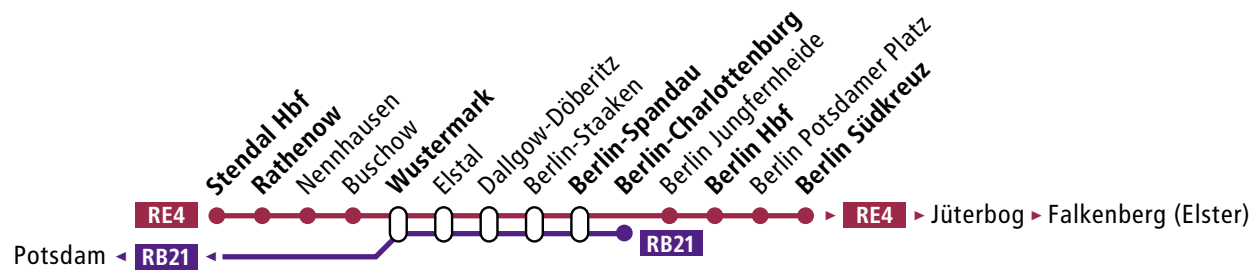 Stendal Hbf
Rathenow
Nennhausen
Buschow
Wustermark
Elstal
Dallgow-Döberitz
Berlin-Staaken
Berlin-Spandau
Berlin-Charlottenburg
Berlin Jungfernheide
Berlin Hbf
Berlin Potsdamer Platz
Berlin Südkreuz
RE4 RE4 Jüterbog Falkenberg (Elster)
Potsdam RB21 RB21